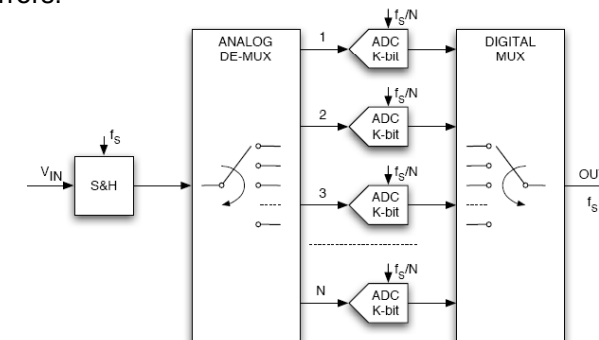 rrors.
ANALOG
DE-MUX
DIGITAL
MUX
1
fS/N
ADC
K-bit
2
fS/N
ADC
K-bit
fS
VIN
S&H
3
fS/N
ADC
K-bit
N
fS/N
ADC
K-bit
OU
fS